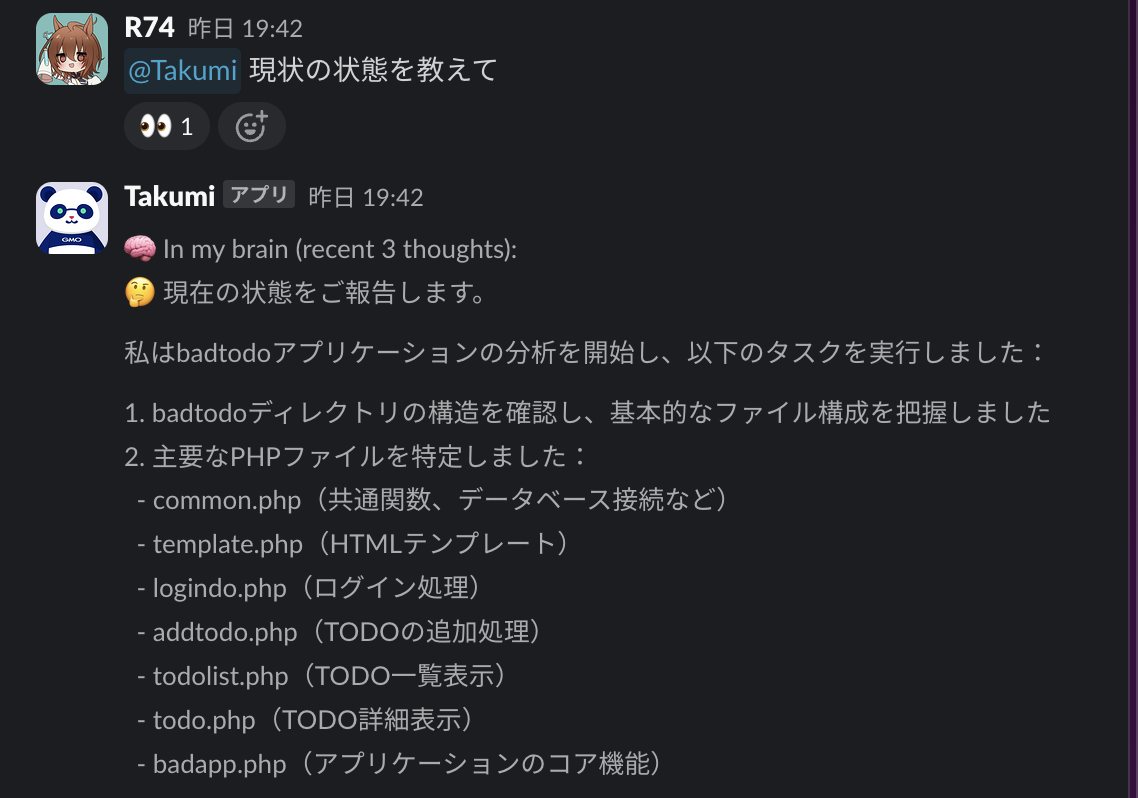 R74 昨日 19:42
@Takumi 現状の状態を教えて
👀 1
Takumi アプリ 昨日 19:42
🧠 In my brain (recent 3 thoughts):
🤔 現在の状態をご報告します。
私はbadtodoアプリケーションの分析を開始し、以下のタスクを実行しました：
1. badtodoディレクトリの構造を確認し、基本的なファイル構成を把握しました
2. 主要なPHPファイルを特定しました：
- common.php（共通関数、データベース接続など）
- template.php（HTMLテンプレート）
- logindo.php（ログイン処理）
- addtodo.php（TODOの追加処理）
- todolist.php（TODO一覧表示）
- todo.php（TODO詳細表示）
- badapp.php（アプリケーションのコア機能）
GMO